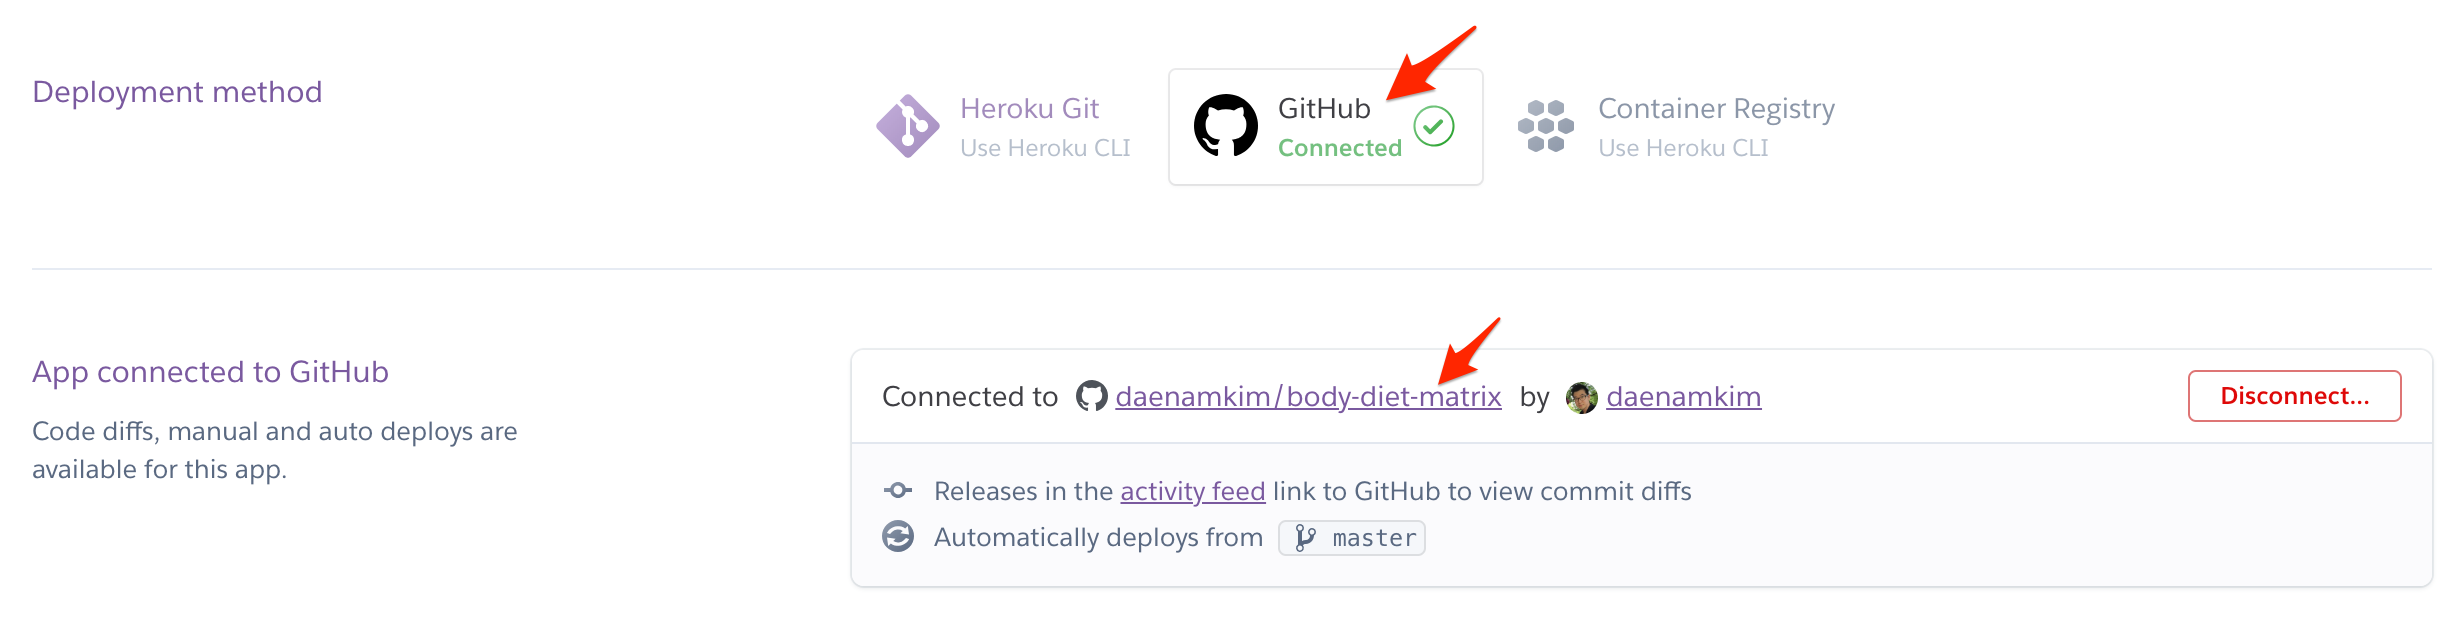 Deployment method
Heroku Git
Use Heroku CLI
GitHub
Connected
Container Registry
Use Heroku CLI
App connected to GitHub
Code diffs, manual and auto deploys are
available for this app.
Connected to daenamkim/body-diet-matrix by daenamkim
Disconnect...
Releases in the activity feed link to GitHub to view commit diffs
Automatically deploys from master